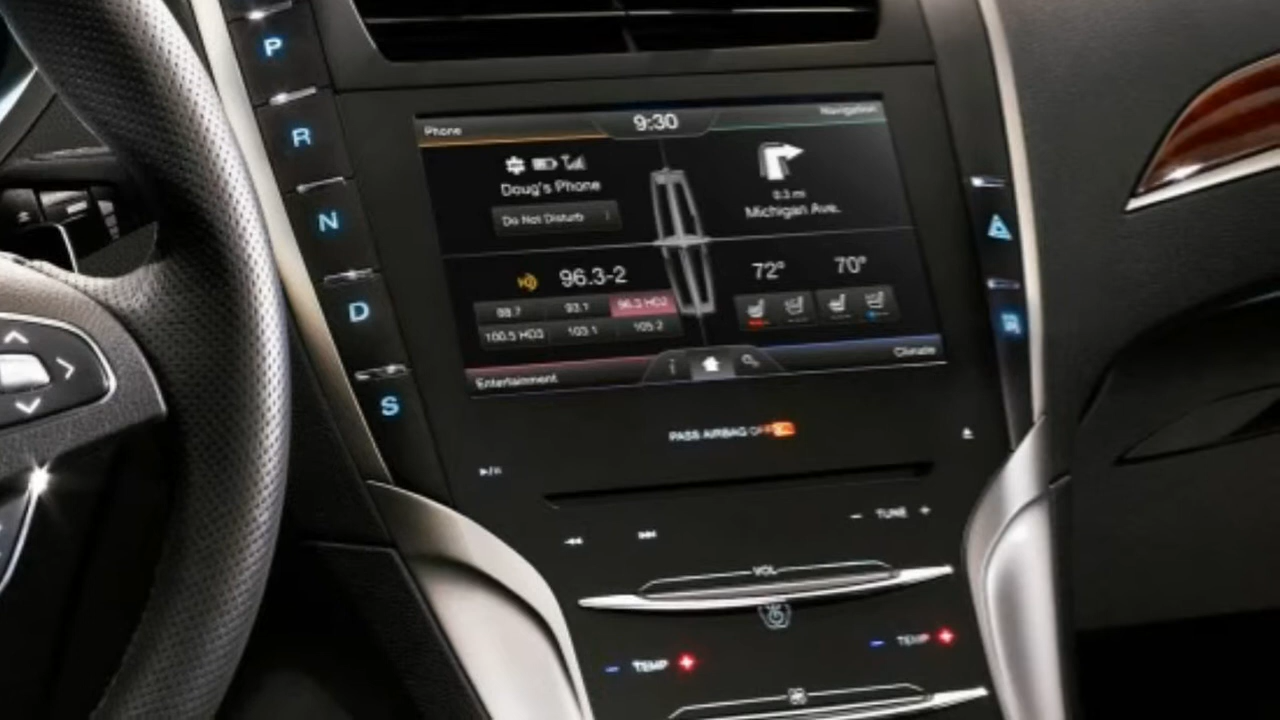 P
R
N
D
S
Phone
9:30
Navigation
Doug's Phone
Do Not Disturb
0.3 mi
Michigan Ave.
96.3-2
72° 70°
98.7 93.1 96.3 HD2
100.5 HD3 103.1 105.2
Entertainment
Climate
PASS AIRBAG OFF
TUNE
VOL
TEMP
TEMP